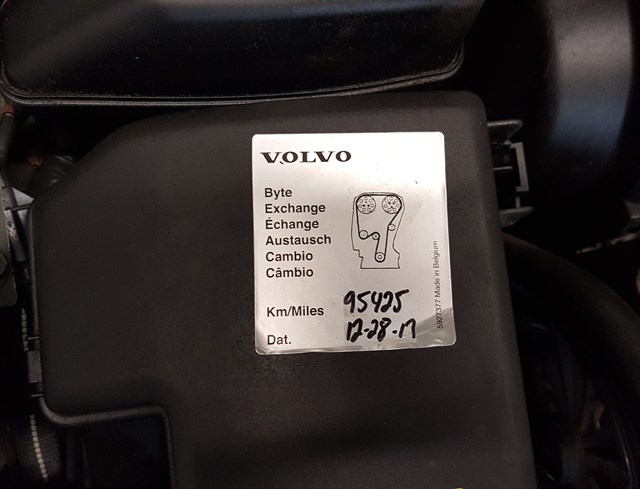 VOLVO
Byte
Exchange
Échange
Austausch
Cambio
Câmbio
Km/Miles 95425
Dat. 12-28-17
5927377 Made in Belgium